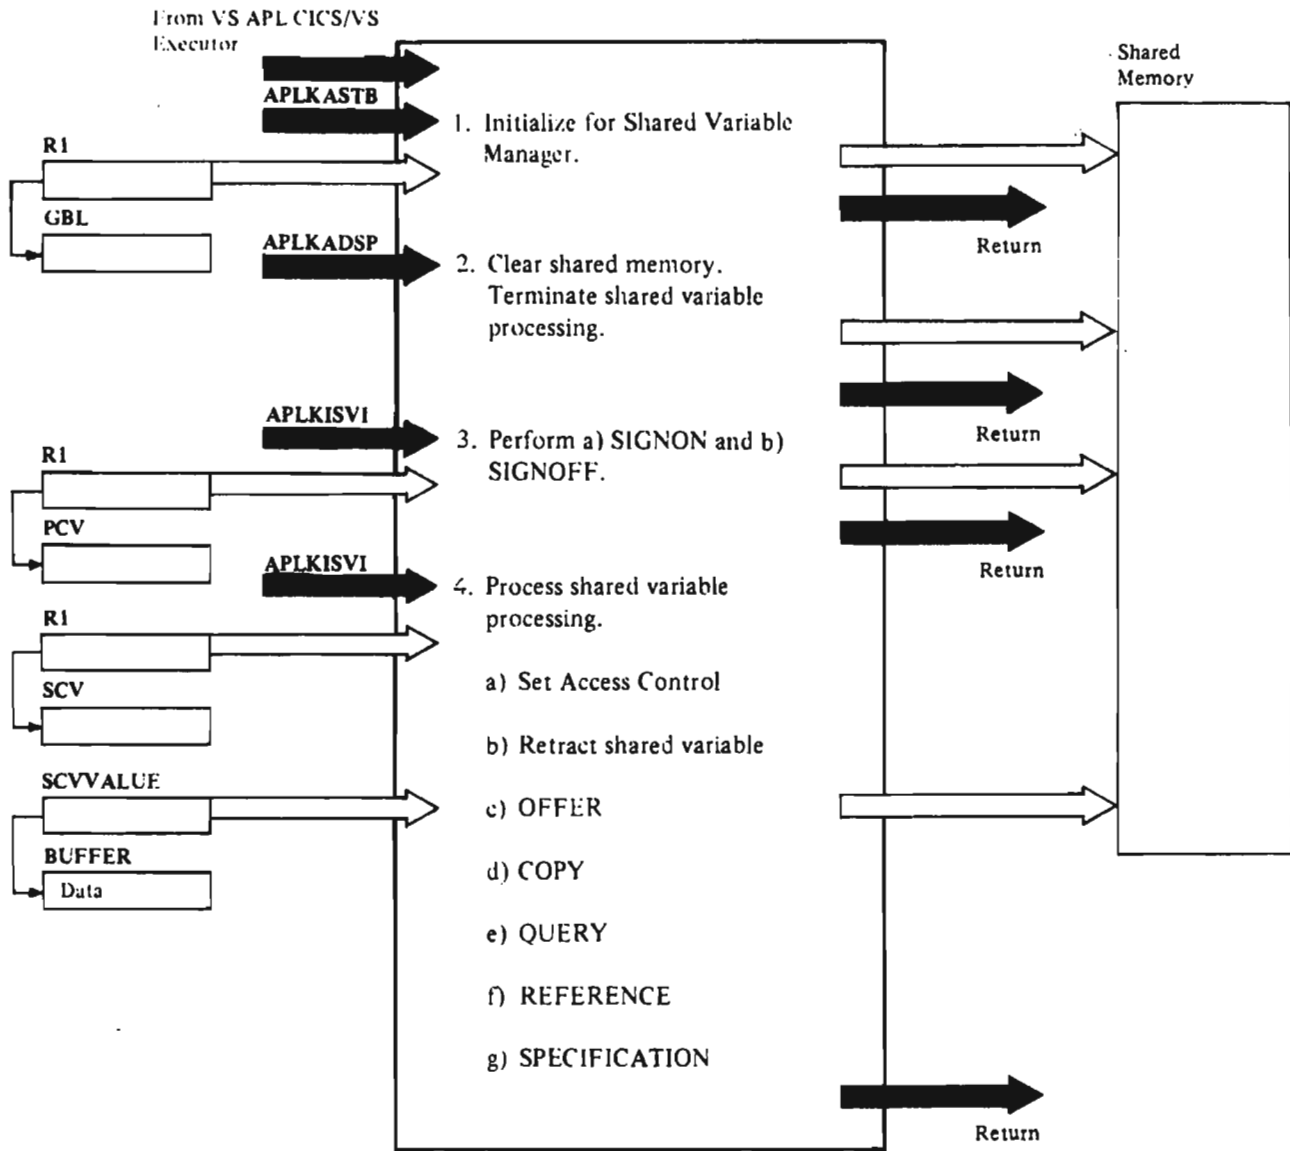 From VS APL CICS/VS
Executor
Shared
Memory
APLKASTB
1. Initialize for Shared Variable
Manager.
R1
GBL
Return
APLKADSP
2. Clear shared memory.
Terminate shared variable
processing.
Return
APLKISVI
3. Perform a) SIGNON and b)
SIGNOFF.
R1
PCV
Return
APLKISVI
4. Process shared variable
processing.
R1
a) Set Access Control
SCV
b) Retract shared variable
SCVVALUE
c) OFFER
BUFFER
Data
d) COPY
e) QUERY
f) REFERENCE
g) SPECIFICATION
Return